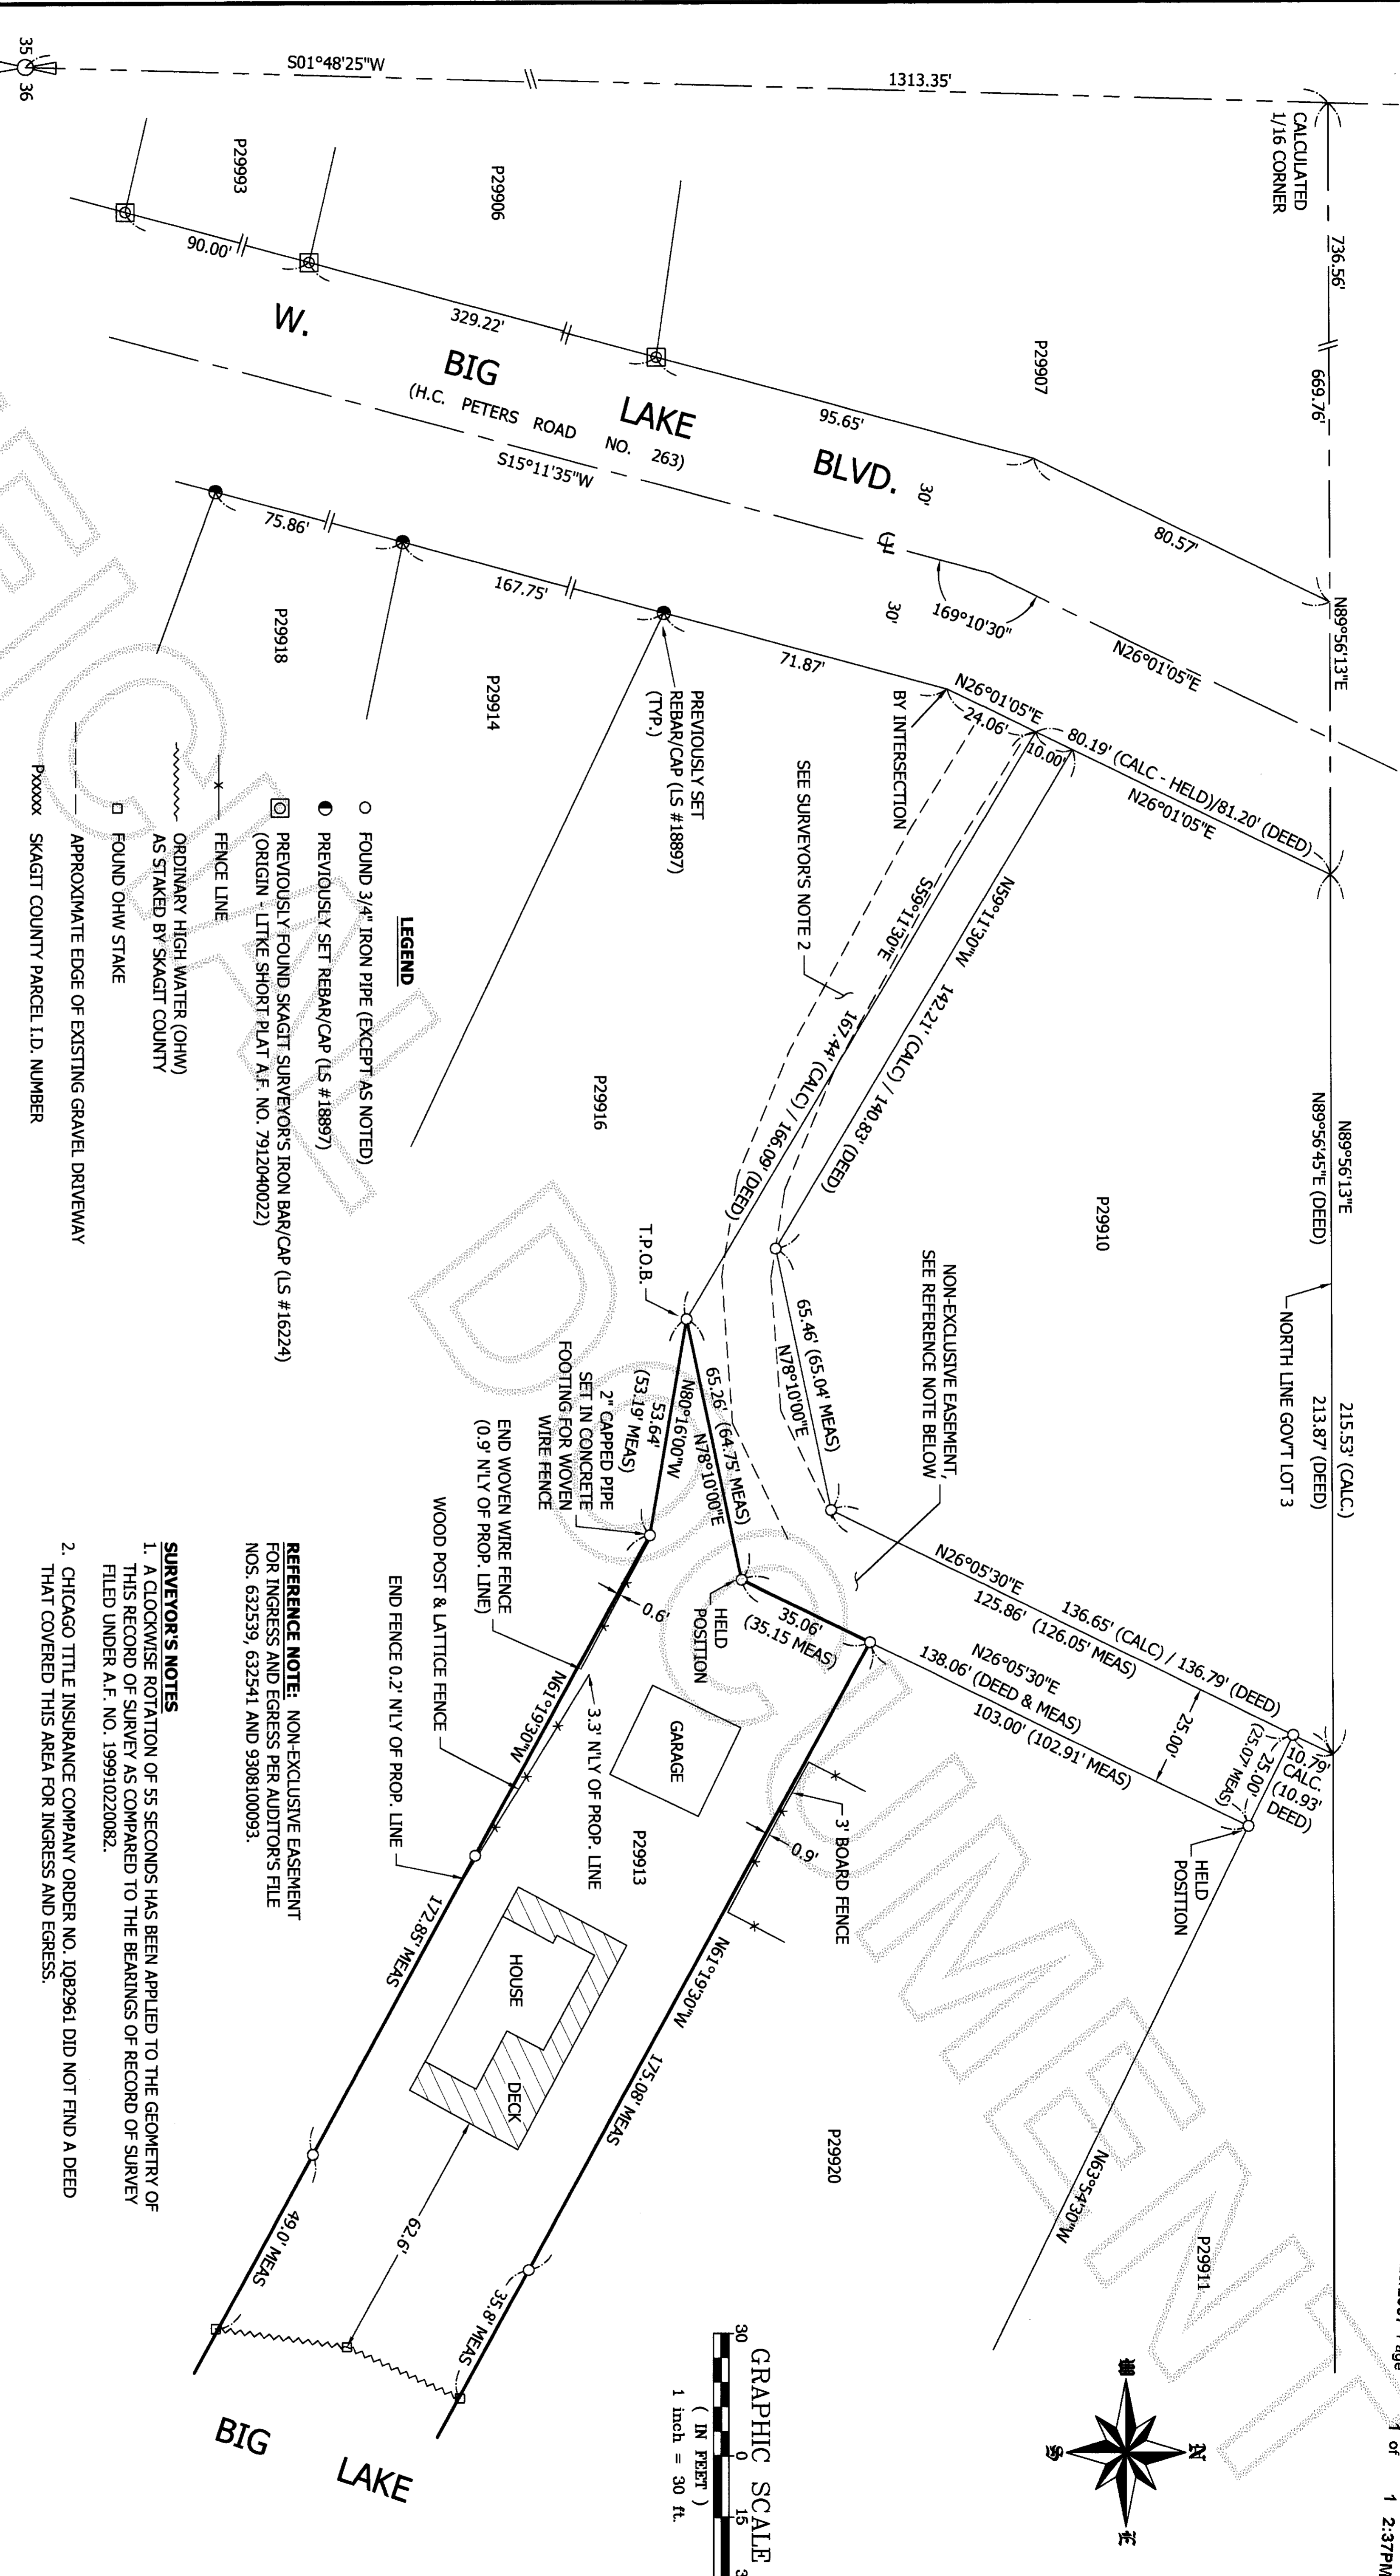 S01°48'25"W
1313.35'
35
36
CALCULATED
1/16 CORNER
736.56'
669.76'
N89°56'13"E
N89°56'13"E
N89°56'45"E (DEED)
215.53' (CALC.)
213.87' (DEED)
NORTH LINE GOV'T LOT 3
P29993
P29906
P29907
90.00'
329.22'
95.65'
80.57'
W. BIG LAKE BLVD.
(H.C. PETERS ROAD NO. 263)
S15°11'35"W
30'
30'
169°10'30"
N26°01'05"E
75.86'
167.75'
71.87'
P29918
P29914
PREVIOUSLY SET
REBAR/CAP (LS #18897)
(TYP.)
BY INTERSECTION
N26°01'05"E
24.06'
10.00'
80.19' (CALC - HELD)/81.20' (DEED)
N26°01'05"E
SEE SURVEYOR'S NOTE 2
S59°11'30"E
167.44' (CALC) / 166.09' (DEED)
N59°11'30"W
142.21' (CALC) / 140.83' (DEED)
P29910
P29916
T.P.O.B.
NON-EXCLUSIVE EASEMENT,
SEE REFERENCE NOTE BELOW
65.46' (65.04' MEAS)
N78°10'00"E
65.26' (64.75' MEAS)
N78°10'00"E
N80°16'00"W
53.64'
(53.19' MEAS)
2" CAPPED PIPE
SET IN CONCRETE
FOOTING FOR WOVEN
WIRE FENCE
END WOVEN WIRE FENCE
(0.9' N'LY OF PROP. LINE)
WOOD POST & LATTICE FENCE
END FENCE 0.2' N'LY OF PROP. LINE
HELD
POSITION
0.6'
35.06'
(35.15 MEAS)
N26°05'30"E
125.86' (126.05' MEAS)
136.65' (CALC) / 136.79' (DEED)
N26°05'30"E
138.06' (DEED & MEAS)
103.00' (102.91' MEAS)
25.00'
25.00'
(25.07' MEAS)
10.79'
CALC.
(10.93'
DEED)
HELD
POSITION
GARAGE
3.3' N'LY OF PROP. LINE
P29913
3' BOARD FENCE
0.9'
N61°19'30"W
172.85' MEAS
N61°19'30"W
175.08' MEAS
HOUSE
DECK
62.6'
49.0' MEAS
35.8' MEAS
P29920
N63°54'30"W
P29911
BIG LAKE
LEGEND
FOUND 3/4" IRON PIPE (EXCEPT AS NOTED)
PREVIOUSLY SET REBAR/CAP (LS #18897)
PREVIOUSLY FOUND SKAGIT SURVEYOR'S IRON BAR/CAP (LS #16224)
(ORIGIN - LITKE SHORT PLAT A.F. NO. 7912040022)
FENCE LINE
ORDINARY HIGH WATER (OHW)
AS STAKED BY SKAGIT COUNTY
FOUND OHW STAKE
APPROXIMATE EDGE OF EXISTING GRAVEL DRIVEWAY
Pxxxxx SKAGIT COUNTY PARCEL I.D. NUMBER
REFERENCE NOTE: NON-EXCLUSIVE EASEMENT
FOR INGRESS AND EGRESS PER AUDITOR'S FILE
NOS. 632539, 632541 AND 9308100093.
SURVEYOR'S NOTES
1. A CLOCKWISE ROTATION OF 55 SECONDS HAS BEEN APPLIED TO THE GEOMETRY OF
THIS RECORD OF SURVEY AS COMPARED TO THE BEARINGS OF RECORD OF SURVEY
FILED UNDER A.F. NO. 199910220082.
2. CHICAGO TITLE INSURANCE COMPANY ORDER NO. IQB2961 DID NOT FIND A DEED
THAT COVERED THIS AREA FOR INGRESS AND EGRESS.
GRAPHIC SCALE
30 0 15
( IN FEET )
1 inch = 30 ft.
N
E
S
W
1 of 1 2:37PM
DOCUMENT